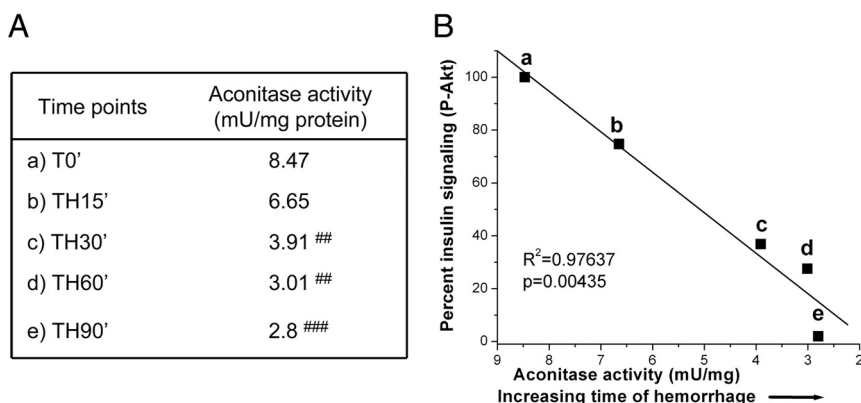 A
Time points Aconitase activity
(mU/mg protein)
a) T0' 8.47
b) TH15' 6.65
c) TH30' 3.91 ##
d) TH60' 3.01 ##
e) TH90' 2.8 ###
B
Percent insulin signaling (P-Akt)
100
80
60
40
20
0
a
b
c
d
e
R²=0.97637
p=0.00435
9 8 7 6 5 4 3 2
Aconitase activity (mU/mg)
Increasing time of hemorrhage